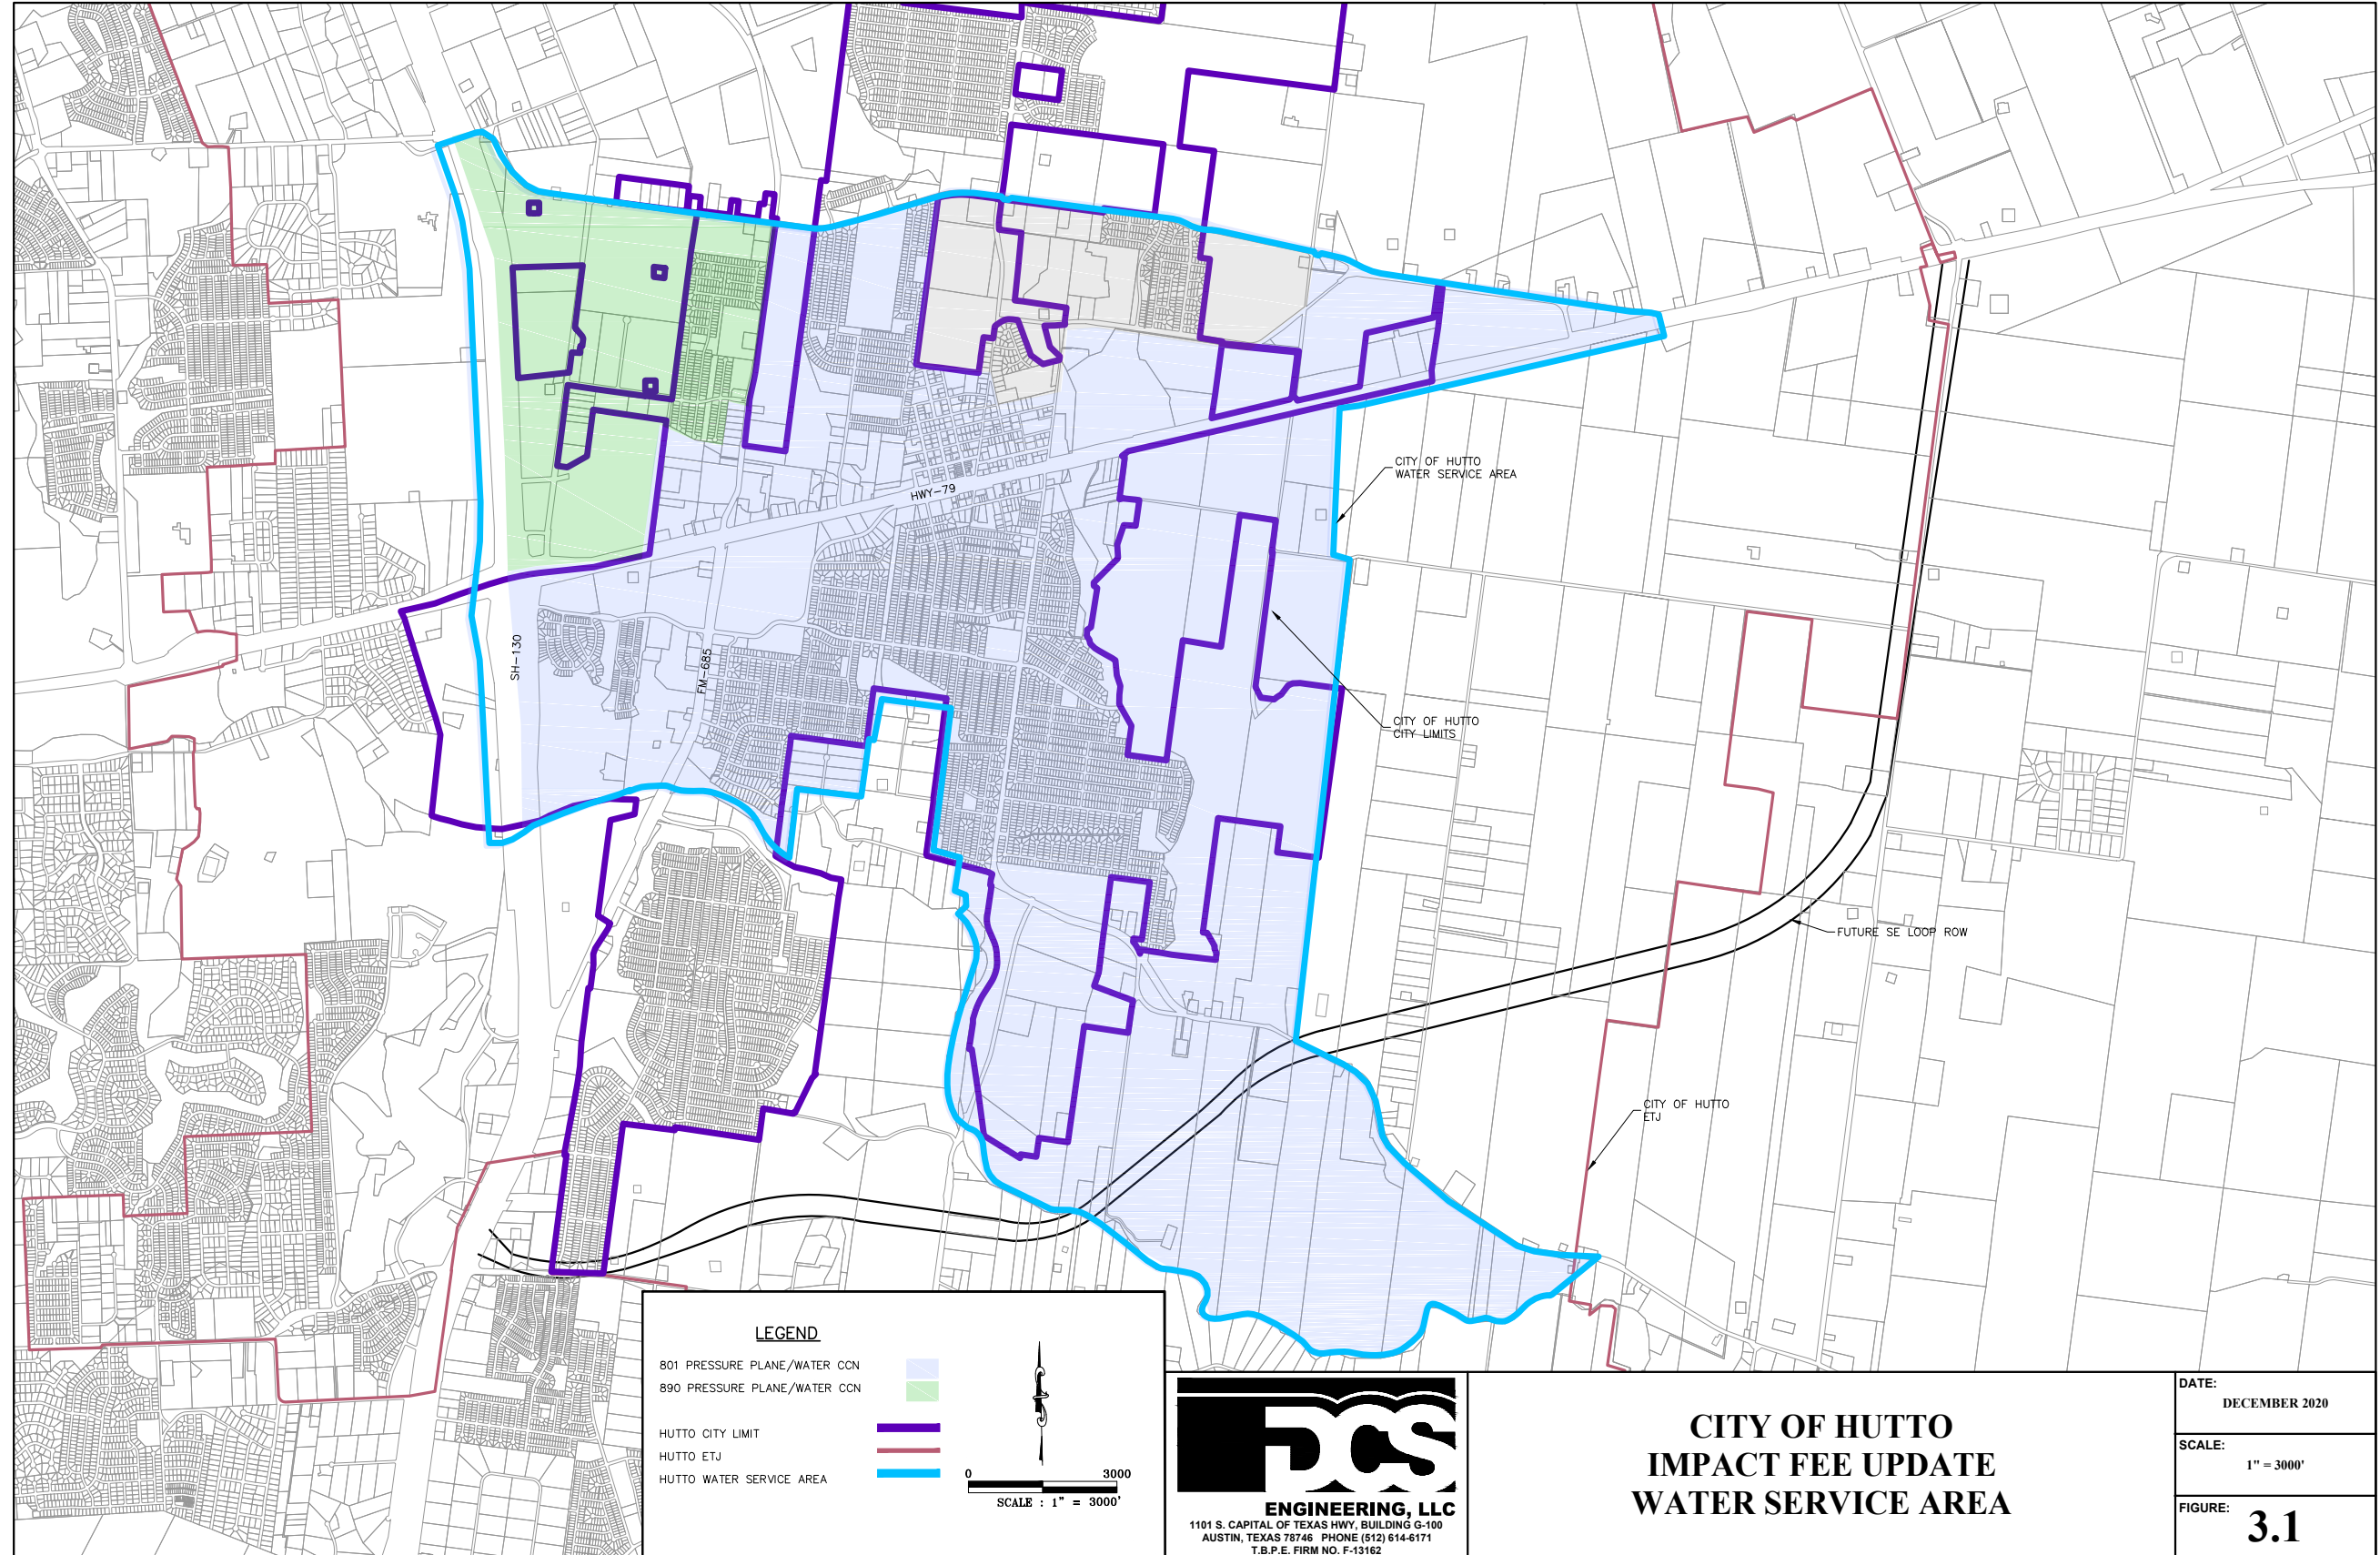 CITY OF HUTTO
WATER SERVICE AREA
HWY-79
SH-130
FM-685
CITY OF HUTTO
CITY LIMITS
FUTURE SE LOOP ROW
CITY OF HUTTO
ETJ
LEGEND
801 PRESSURE PLANE/WATER CCN
890 PRESSURE PLANE/WATER CCN
HUTTO CITY LIMIT
HUTTO ETJ
HUTTO WATER SERVICE AREA
0 3000
SCALE : 1" = 3000'
DCS
ENGINEERING, LLC
1101 S. CAPITAL OF TEXAS HWY, BUILDING G-100
AUSTIN, TEXAS 78746 PHONE (512) 614-6171
T.B.P.E. FIRM NO. F-13162
CITY OF HUTTO
IMPACT FEE UPDATE
WATER SERVICE AREA
DATE:
DECEMBER 2020
SCALE:
1" = 3000'
FIGURE:
3.1